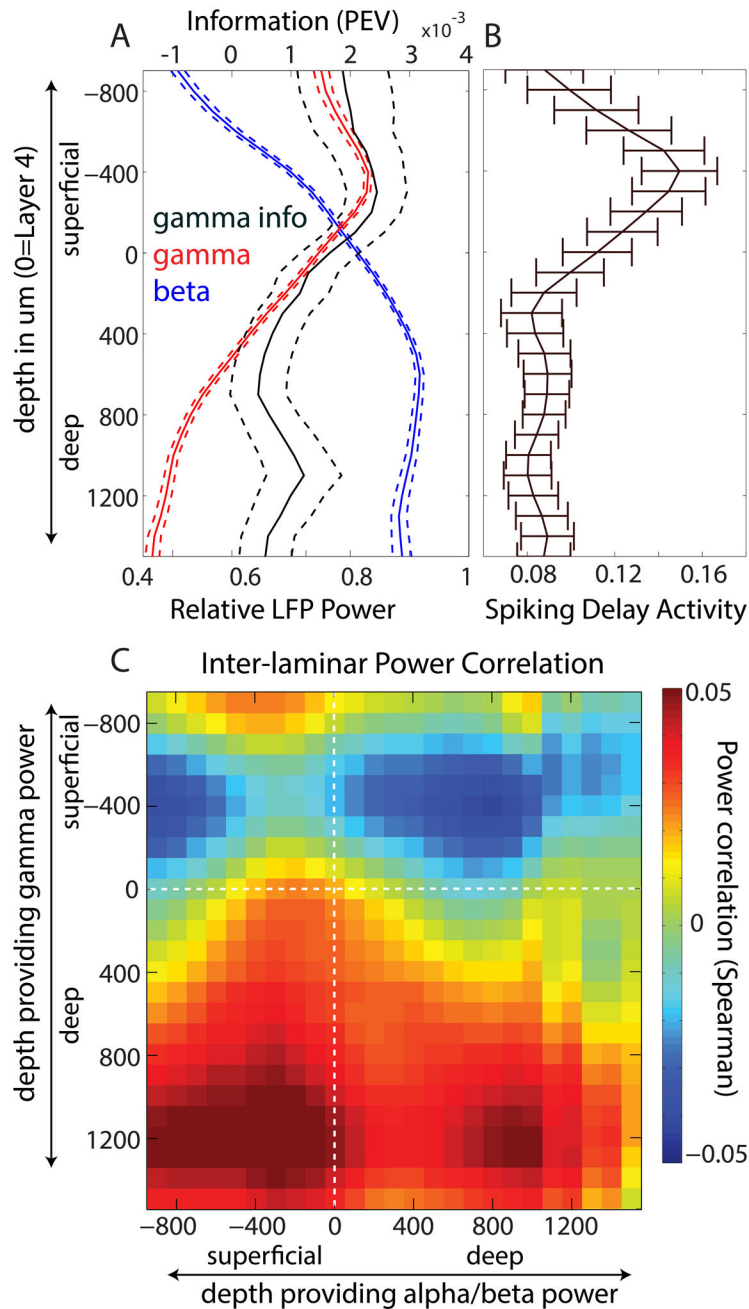 A
Information (PEV)
×10⁻³
-1 0 1 2 3 4
−800
−400
0
400
800
1200
superficial
depth in um (0=Layer 4)
deep
gamma info
gamma
beta
0.4 0.6 0.8 1
Relative LFP Power
B
0.08 0.12 0.16
Spiking Delay Activity
C
Inter-laminar Power Correlation
−800
−400
0
400
800
1200
superficial
depth providing gamma power
deep
−800 −400 0 400 800 1200
superficial deep
depth providing alpha/beta power
0.05
0
−0.05
Power correlation (Spearman)